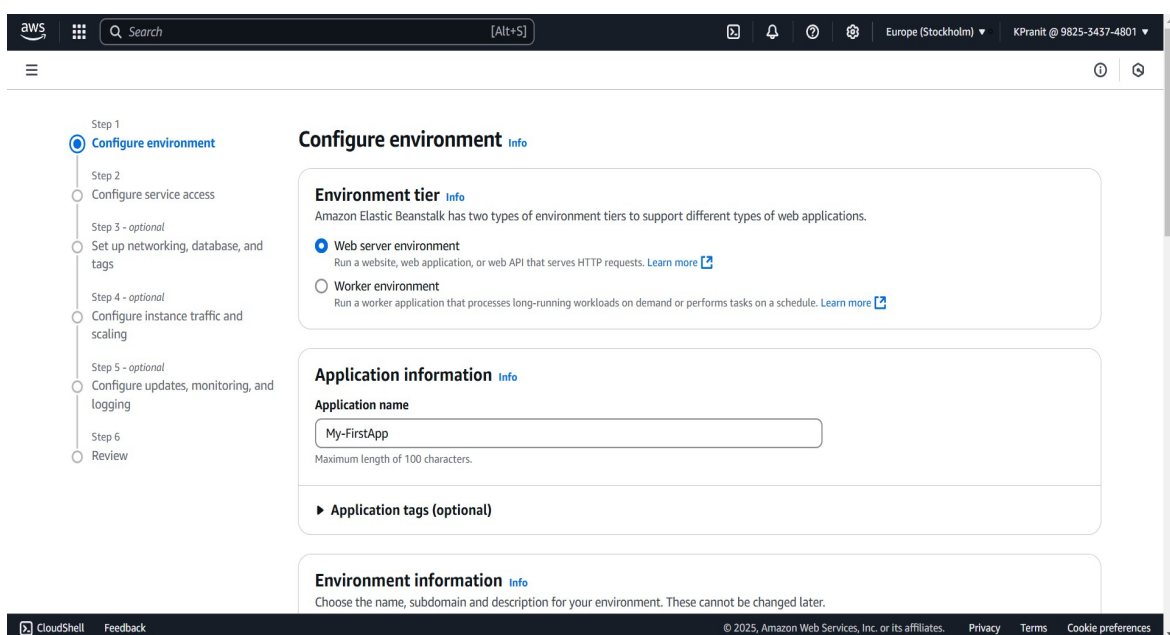 aws
Search [Alt+S]
Europe (Stockholm) ▼
KPranit @ 9825-3437-4801 ▼
Step 1
Configure environment
Step 2
Configure service access
Step 3 - optional
Set up networking, database, and
tags
Step 4 - optional
Configure instance traffic and
scaling
Step 5 - optional
Configure updates, monitoring, and
logging
Step 6
Review
Configure environment Info
Environment tier Info
Amazon Elastic Beanstalk has two types of environment tiers to support different types of web applications.
Web server environment
Run a website, web application, or web API that serves HTTP requests. Learn more
Worker environment
Run a worker application that processes long-running workloads on demand or performs tasks on a schedule. Learn more
Application information Info
Application name
My-FirstApp
Maximum length of 100 characters.
Application tags (optional)
Environment information Info
Choose the name, subdomain and description for your environment. These cannot be changed later.
CloudShell Feedback
© 2025, Amazon Web Services, Inc. or its affiliates. Privacy Terms Cookie preferences